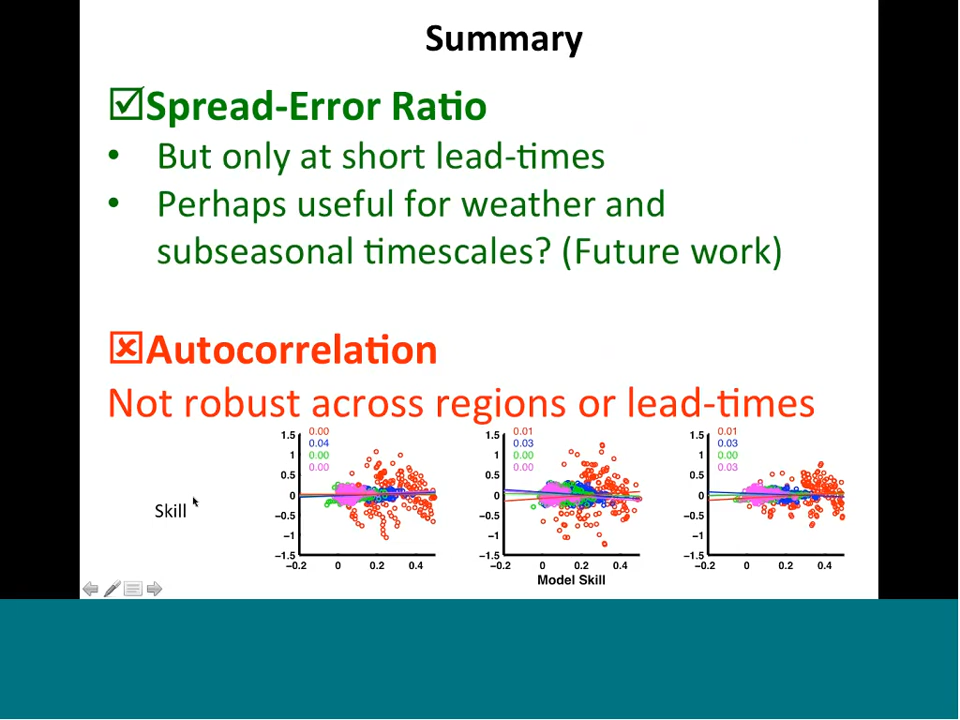 Summary
☑Spread-Error Ratio
• But only at short lead-times
• Perhaps useful for weather and
subseasonal timescales? (Future work)
☒Autocorrelation
Not robust across regions or lead-times
Skill
1.5
1
0.5
0
−0.5
−1
−1.5
0.00
0.04
0.00
0.00
−0.2 0 0.2 0.4
1.5
1
0.5
0
−0.5
−1
−1.5
0.01
0.03
0.00
0.00
−0.2 0 0.2 0.4
Model Skill
1.5
1
0.5
0
−0.5
−1
−1.5
0.01
0.03
0.00
0.03
−0.2 0 0.2 0.4